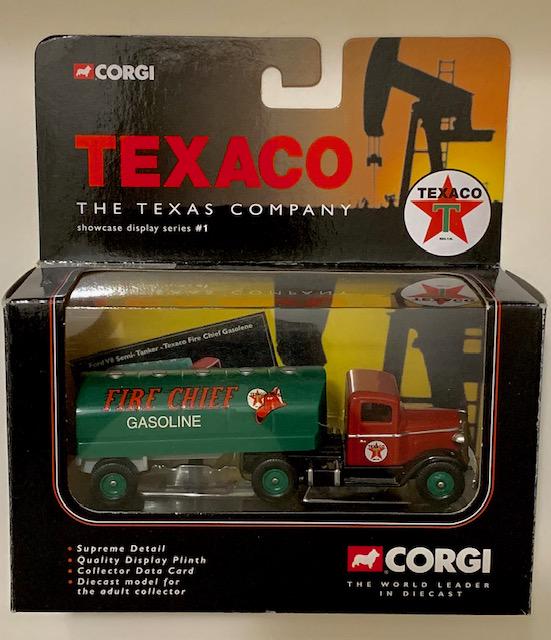 CORGI
TEXACO
THE TEXAS COMPANY
showcase display series #1
TEXACO
T
TEXACO
Ford V8 Semi-Tanker - Texaco Fire Chief Gasolene
FIRE CHIEF
GASOLINE
• Supreme Detail
• Quality Display Plinth
• Collector Data Card
• Diecast model for
the adult collector
CORGI
THE WORLD LEADER
IN DIECAST